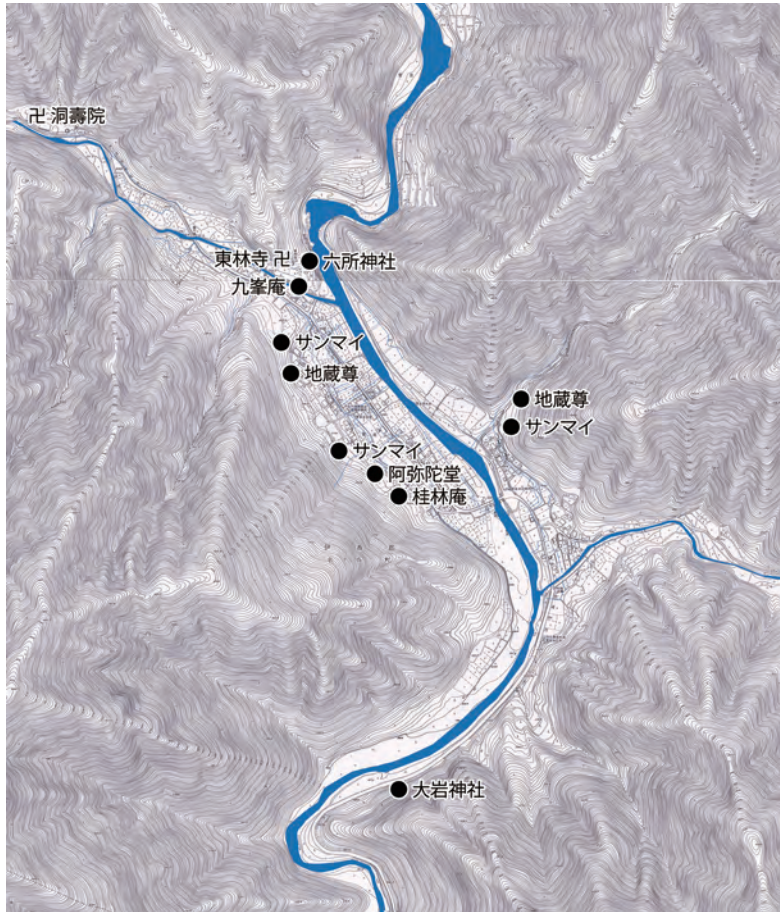 卍 洞壽院
東林寺 卍
六所神社
九峯庵
サンマイ
地蔵尊
地蔵尊
サンマイ
サンマイ
阿弥陀堂
桂林庵
大岩神社